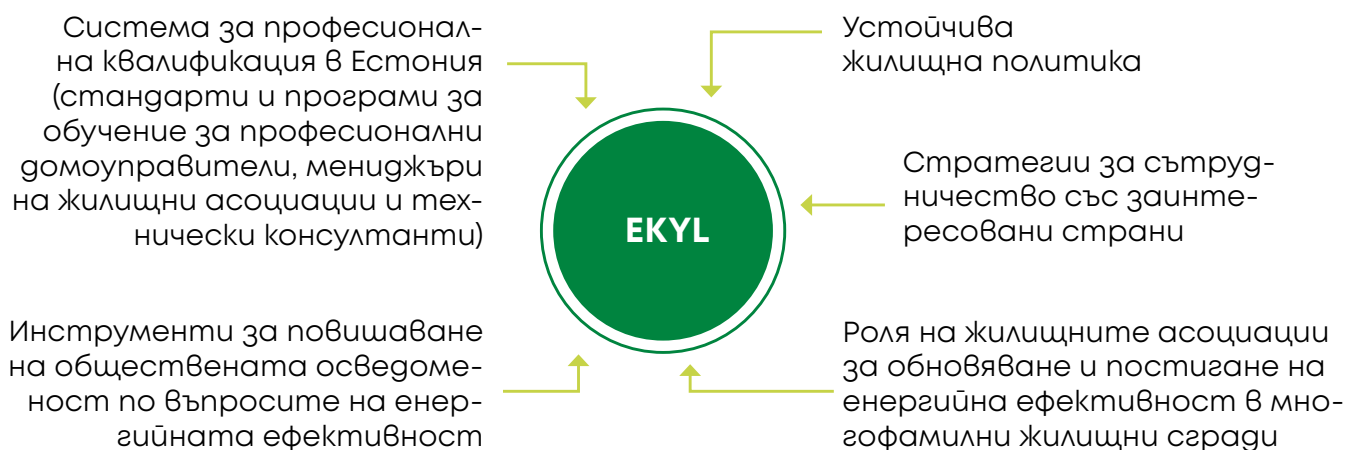 Система за професионал-
на квалификация в Естония
(стандарти и програми за
обучение за професионални
домоуправители, мениджъри
на жилищни асоциации и тех-
нически консултанти)
Устойчива
жилищна политика
Стратегии за сътруд-
ничество със заинте-
ресовани страни
EKYL
Инструменти за повишаване
на обществената осведоме-
ност по въпросите на енер-
гийната ефективност
Роля на жилищните асоциации
за обновяване и постигане на
енергийна ефективност в мно-
гофамилни жилищни сгради